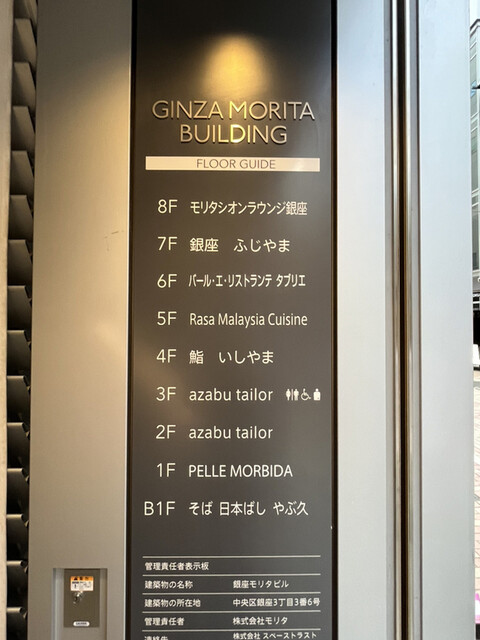 GINZA MORITA
BUILDING
FLOOR GUIDE
8F モリタシオンラウンジ銀座
7F 銀座 ふじやま
6F バール・エ・リストランテ タブリエ
5F Rasa Malaysia Cuisine
4F 鮨 いしやま
3F azabu tailor
2F azabu tailor
1F PELLE MORBIDA
B1F そば 日本ばし やぶ久
管理責任者表示板
建築物の名称 銀座モリタビル
建築物の所在地 中央区銀座3丁目3番6号
管理責任者 株式会社モリタ
連絡先 株式会社 スペーストラスト